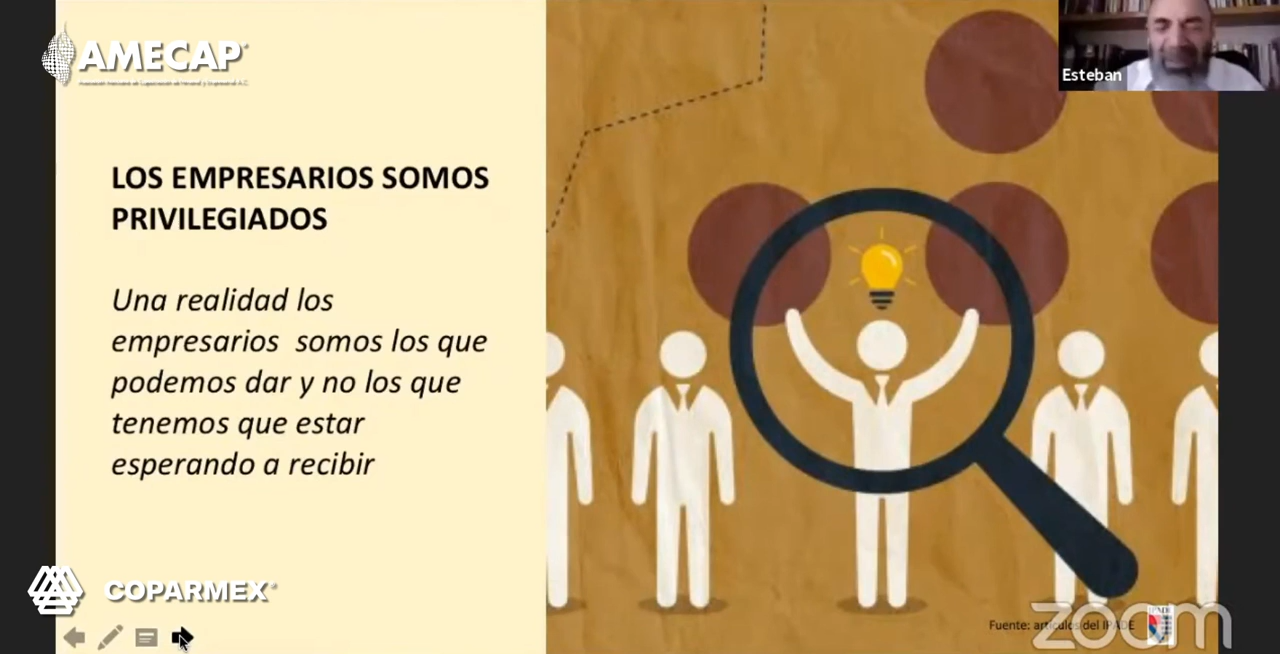 AMECAP
Esteban
LOS EMPRESARIOS SOMOS
PRIVILEGIADOS
Una realidad los
empresarios somos los que
podemos dar y no los que
tenemos que estar
esperando a recibir
COPARMEX
Fuente: artículos del IPADE
zoom